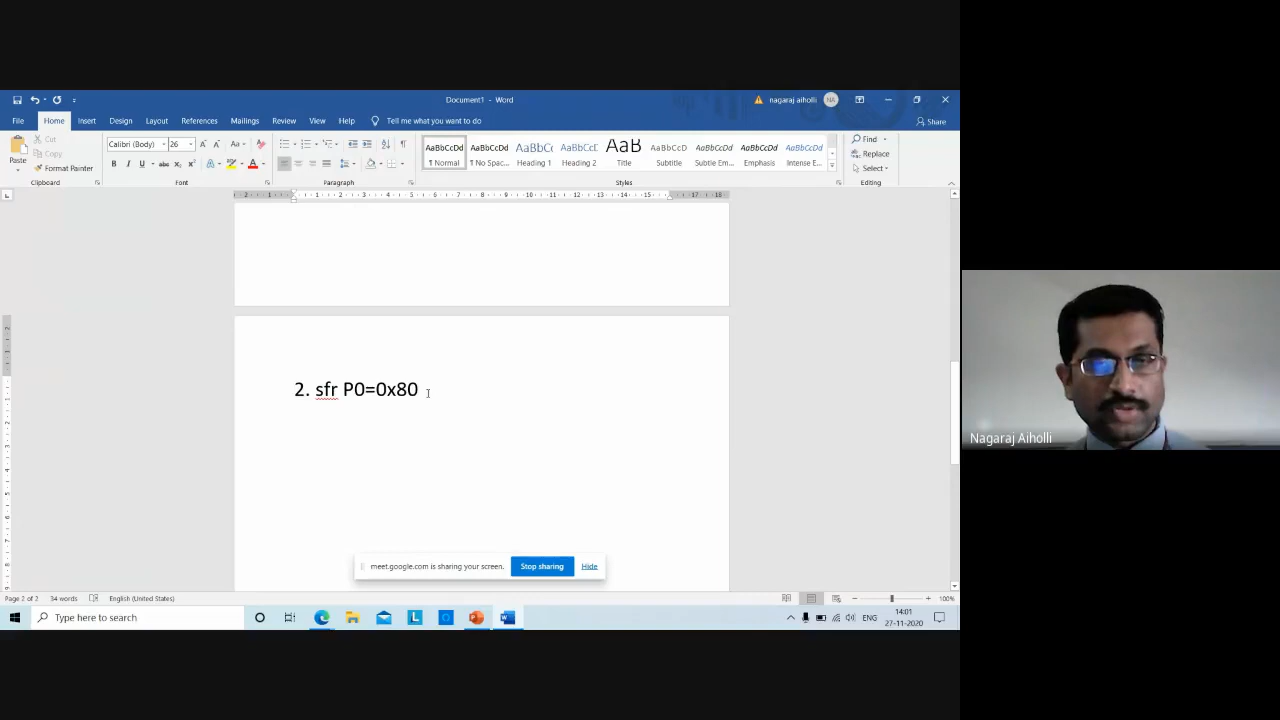 Document1 - Word
nagaraj aiholli
NA
File Home Insert Design Layout References Mailings Review View Help Tell me what you want to do
Share
Paste
Cut
Copy
Format Painter
Clipboard
Calibri (Body) 26
Font
Paragraph
AaBbCcDd AaBbCcDd AaBbCc AaBbCcC AaB AaBbCcD AaBbCcDd AaBbCcDd AaBbCcDd
¶ Normal ¶ No Spac... Heading 1 Heading 2 Title Subtitle Subtle Em... Emphasis Intense E...
Styles
Find
Replace
Select
Editing
2. sfr P0=0x80
meet.google.com is sharing your screen. Stop sharing Hide
Page 2 of 2 34 words English (United States) 100%
Type here to search
ENG
14:01
27-11-2020
Nagaraj Aiholli